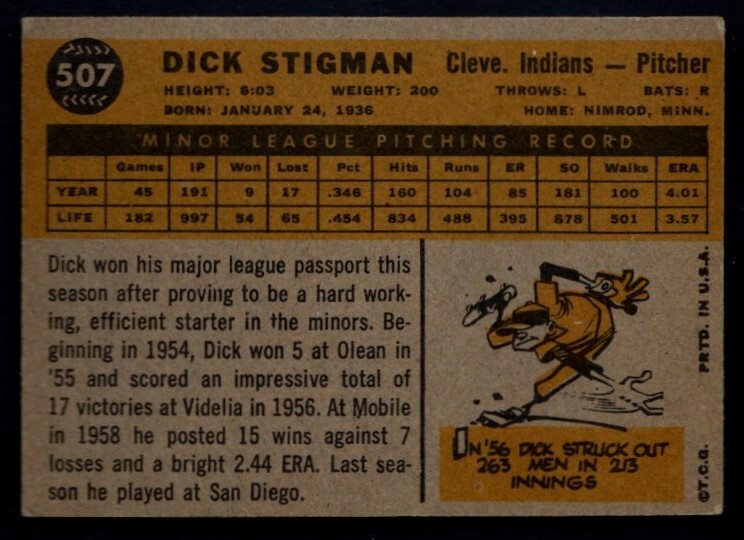 507
DICK STIGMAN Cleve. Indians — Pitcher
HEIGHT: 6:03 WEIGHT: 200 THROWS: L BATS: R
BORN: JANUARY 24, 1936 HOME: NIMROD, MINN.
MINOR LEAGUE PITCHING RECORD
Games IP Won Lost Pct Hits Runs ER SO Walks ERA
YEAR 45 191 9 17 .346 160 104 85 181 100 4.01
LIFE 182 997 54 65 .454 834 488 395 878 501 3.57
Dick won his major league passport this
season after proving to be a hard work-
ing, efficient starter in the minors. Be-
ginning in 1954, Dick won 5 at Olean in
'55 and scored an impressive total of
17 victories at Videlia in 1956. At Mobile
in 1958 he posted 15 wins against 7
losses and a bright 2.44 ERA. Last sea-
son he played at San Diego.
IN '56 DICK STRUCK OUT
263 MEN IN 213
INNINGS
©T.C.G. PRTD. IN U.S.A.